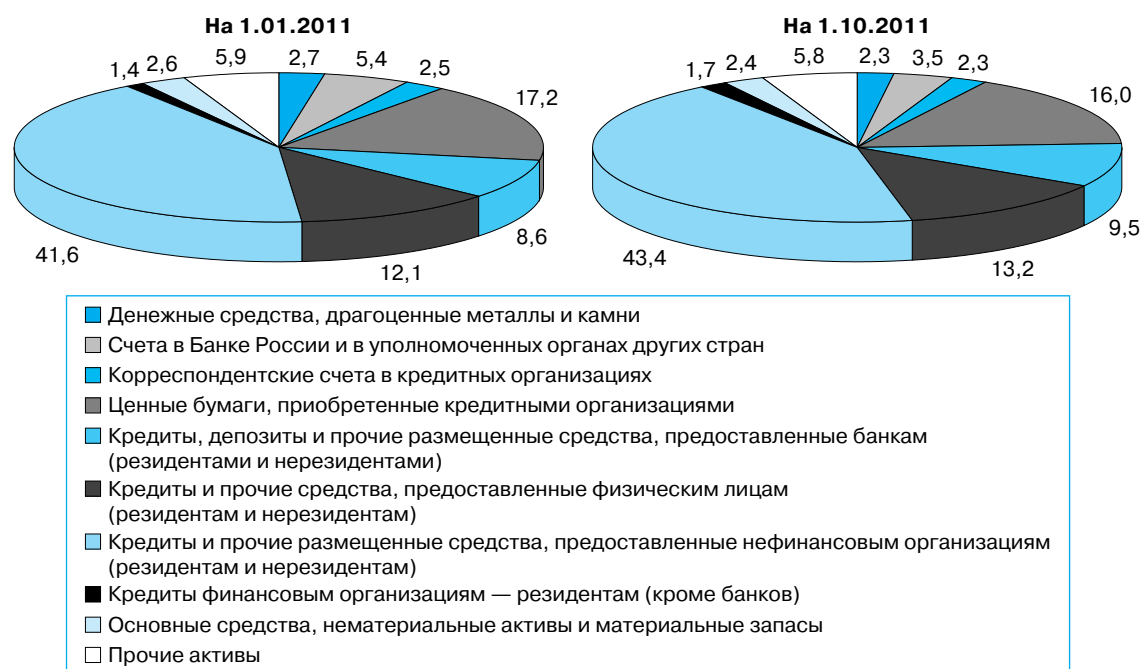 На 1.01.2011
1,4 2,6 5,9 2,7 5,4 2,5
17,2
8,6
12,1
41,6
На 1.10.2011
1,7 2,4 5,8 2,3 3,5 2,3
16,0
9,5
13,2
43,4
Денежные средства, драгоценные металлы и камни
Счета в Банке России и в уполномоченных органах других стран
Корреспондентские счета в кредитных организациях
Ценные бумаги, приобретенные кредитными организациями
Кредиты, депозиты и прочие размещенные средства, предоставленные банкам
(резидентами и нерезидентами)
Кредиты и прочие средства, предоставленные физическим лицам
(резидентам и нерезидентам)
Кредиты и прочие размещенные средства, предоставленные нефинансовым организациям
(резидентам и нерезидентам)
Кредиты финансовым организациям — резидентам (кроме банков)
Основные средства, нематериальные активы и материальные запасы
Прочие активы